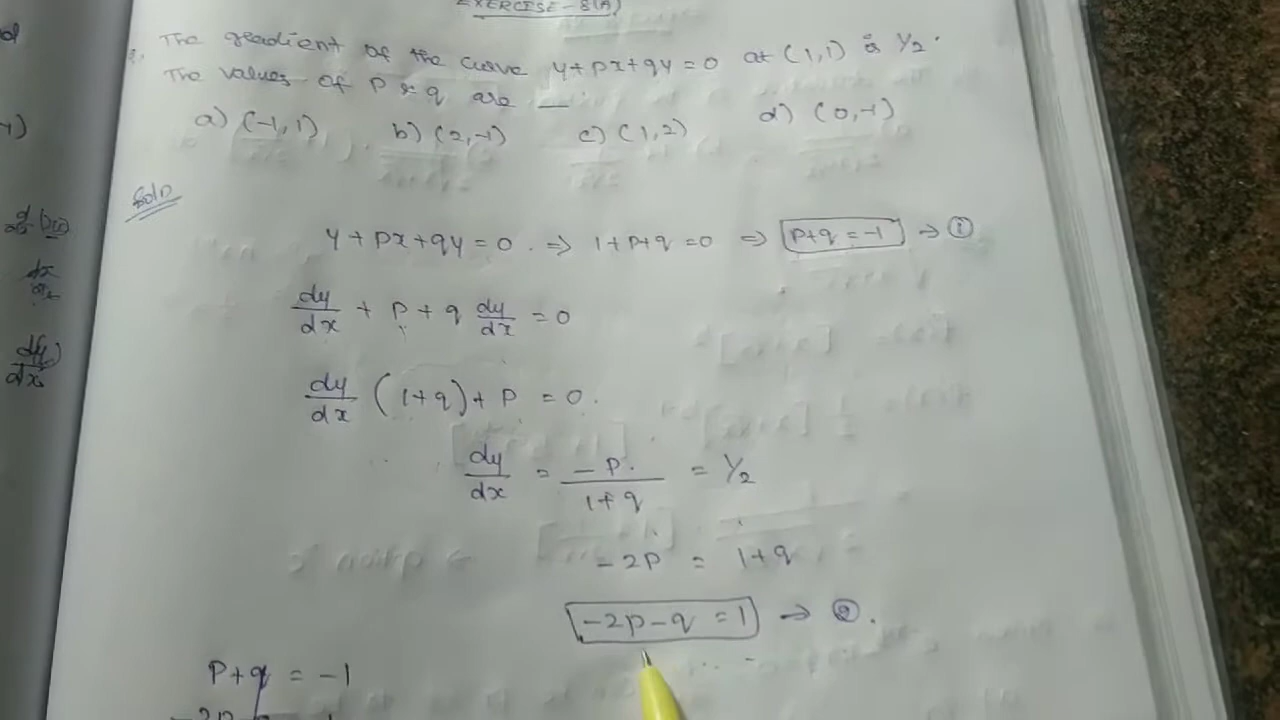 EXERCISE-8(A)
The gradient of the curve y+px+qy=0 at (1,1) is 1/2.
The values of P & q are —
a) (-1,1) b) (2,-1) c) (1,2) d) (0,-1)
Soln
y+px+qy=0. ⇒ 1+p+q=0 ⇒ p+q=-1 → ①
dy/dx + p + q dy/dx = 0
dy/dx (1+q)+p = 0.
dy/dx = -p./1+q = 1/2
-2p = 1+q
-2p-q=1 → ②.
p+q = -1